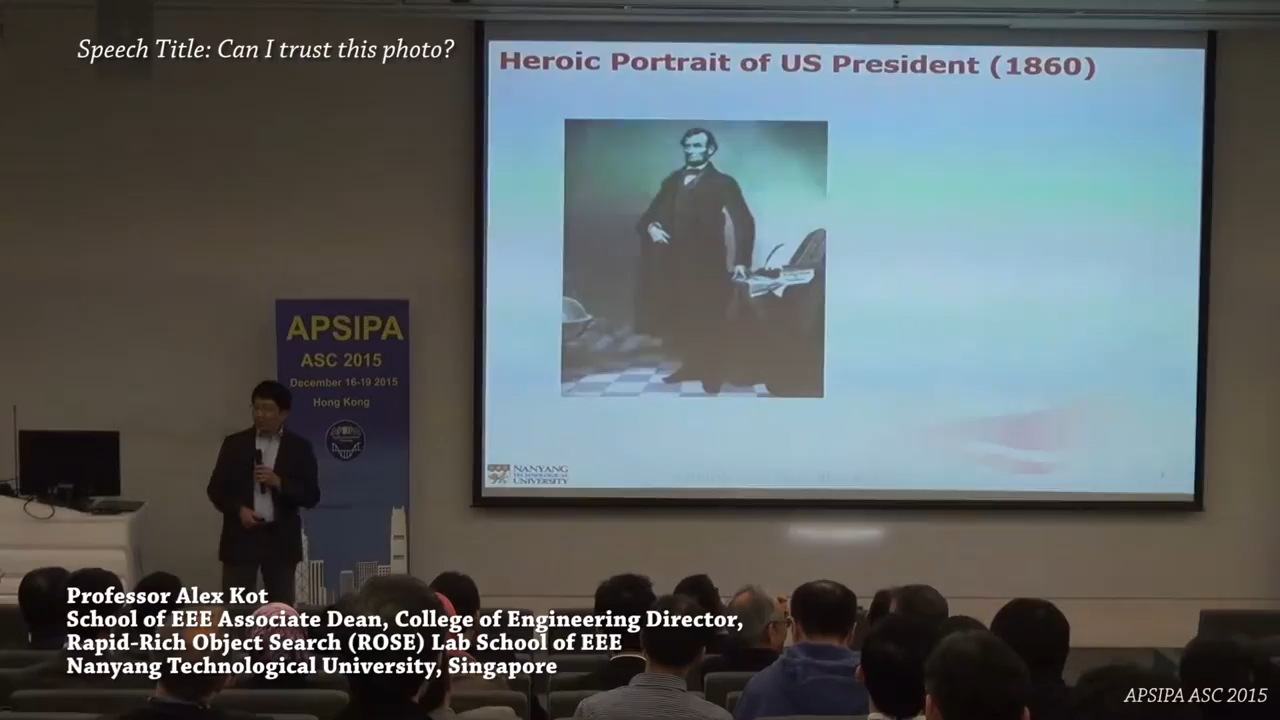 Speech Title: Can I trust this photo?
Heroic Portrait of US President (1860)
APSIPA
ASC 2015
December 16-19 2015
Hong Kong
APSIPA
NANYANG
TECHNOLOGICAL
UNIVERSITY
Professor Alex Kot
School of EEE Associate Dean, College of Engineering Director,
Rapid-Rich Object Search (ROSE) Lab School of EEE
Nanyang Technological University, Singapore
APSIPA ASC 2015